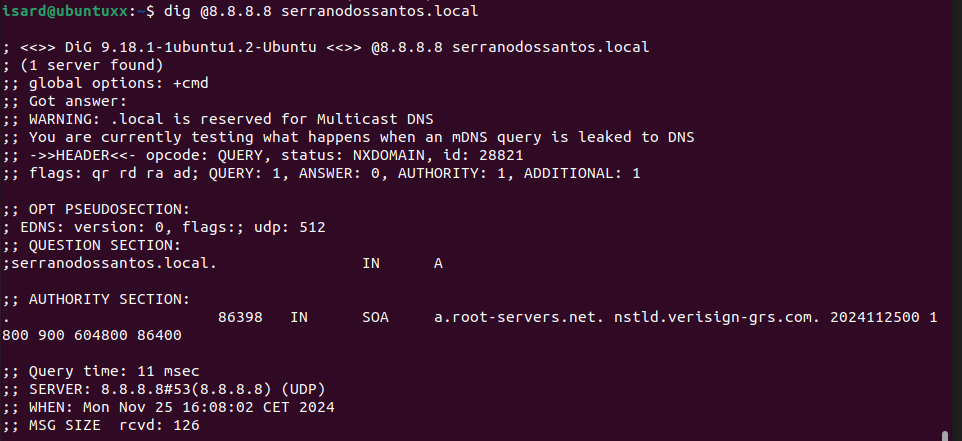 isard@ubuntuxx:~$ dig @8.8.8.8 serranodossantos.local

; <<>> DiG 9.18.1-1ubuntu1.2-Ubuntu <<>> @8.8.8.8 serranodossantos.local
; (1 server found)
;; global options: +cmd
;; Got answer:
;; WARNING: .local is reserved for Multicast DNS
;; You are currently testing what happens when an mDNS query is leaked to DNS
;; ->>HEADER<<- opcode: QUERY, status: NXDOMAIN, id: 28821
;; flags: qr rd ra ad; QUERY: 1, ANSWER: 0, AUTHORITY: 1, ADDITIONAL: 1

;; OPT PSEUDOSECTION:
; EDNS: version: 0, flags:; udp: 512
;; QUESTION SECTION:
;serranodossantos.local.		IN	A

;; AUTHORITY SECTION:
.			86398	IN	SOA	a.root-servers.net. nstld.verisign-grs.com. 2024112500 1
800 900 604800 86400

;; Query time: 11 msec
;; SERVER: 8.8.8.8#53(8.8.8.8) (UDP)
;; WHEN: Mon Nov 25 16:08:02 CET 2024
;; MSG SIZE  rcvd: 126